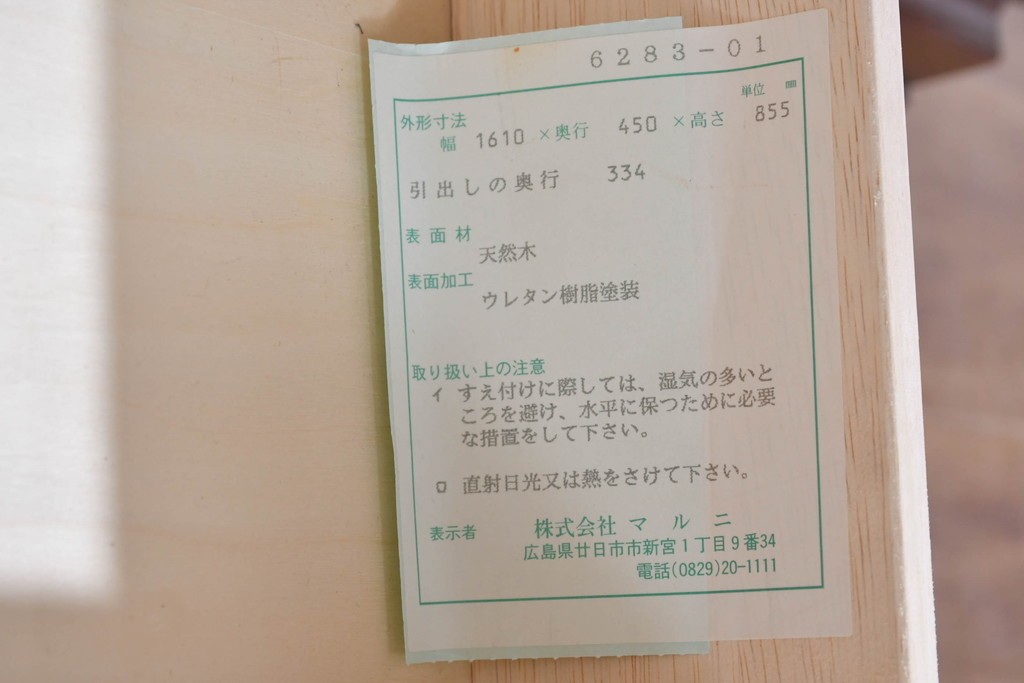 6283-01
単位 ㎜
外形寸法
幅 1610 ×奥行 450 ×高さ 855
引出しの奥行 334
表面材
天然木
表面加工
ウレタン樹脂塗装
取り扱い上の注意
イ すえ付けに際しては、湿気の多いと
ころを避け、水平に保つために必要
な措置をして下さい。
ロ 直射日光又は熱をさけて下さい。
表示者 株式会社 マルニ
広島県廿日市市新宮1丁目9番34
電話(0829)20-1111